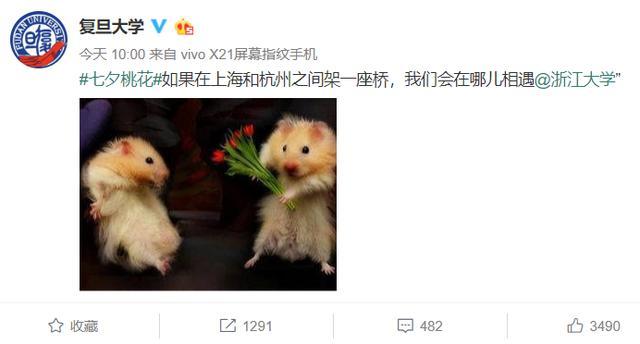 FUDAN UNIVERSITY
复旦大学
今天 10:00 来自 vivo X21屏幕指纹手机
#七夕桃花#如果在上海和杭州之间架一座桥，我们会在哪儿相遇@浙江大学”
收藏 1291 482 3490